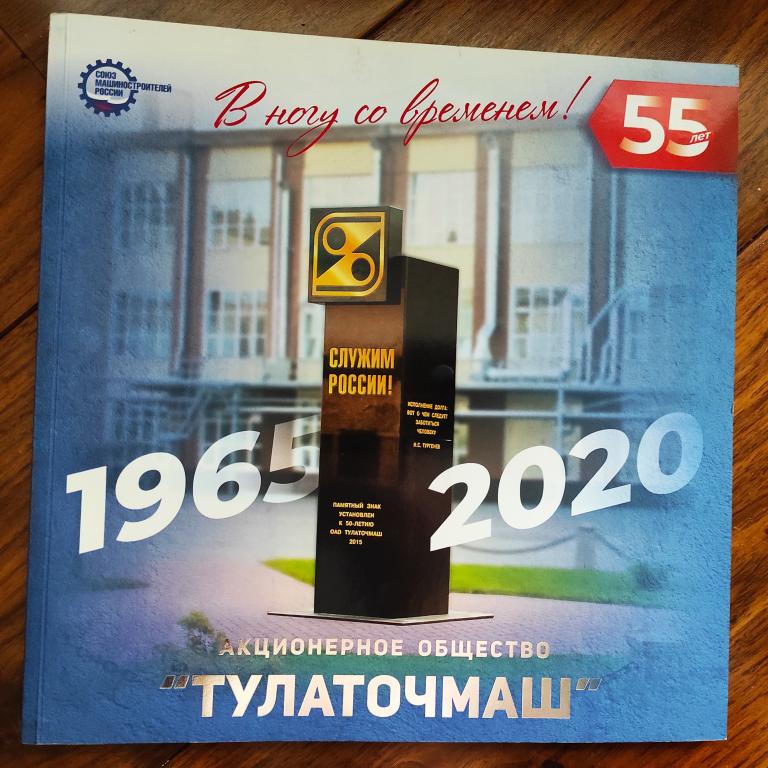 СОЮЗ
МАШИНОСТРОИТЕЛЕЙ
РОССИИ
В ногу со временем!
55
лет
СЛУЖИМ
РОССИИ!
ИСПОЛНЕНИЕ ДОЛГА:
ВОТ О ЧЕМ СЛЕДУЕТ
ЗАБОТИТЬСЯ
ЧЕЛОВЕКУ
И.С. ТУРГЕНЕВ
1965
2020
ПАМЯТНЫЙ ЗНАК
УСТАНОВЛЕН
К 50-ЛЕТИЮ
ОАО ТУЛАТОЧМАШ
2015
АКЦИОНЕРНОЕ ОБЩЕСТВО
"ТУЛАТОЧМАШ"